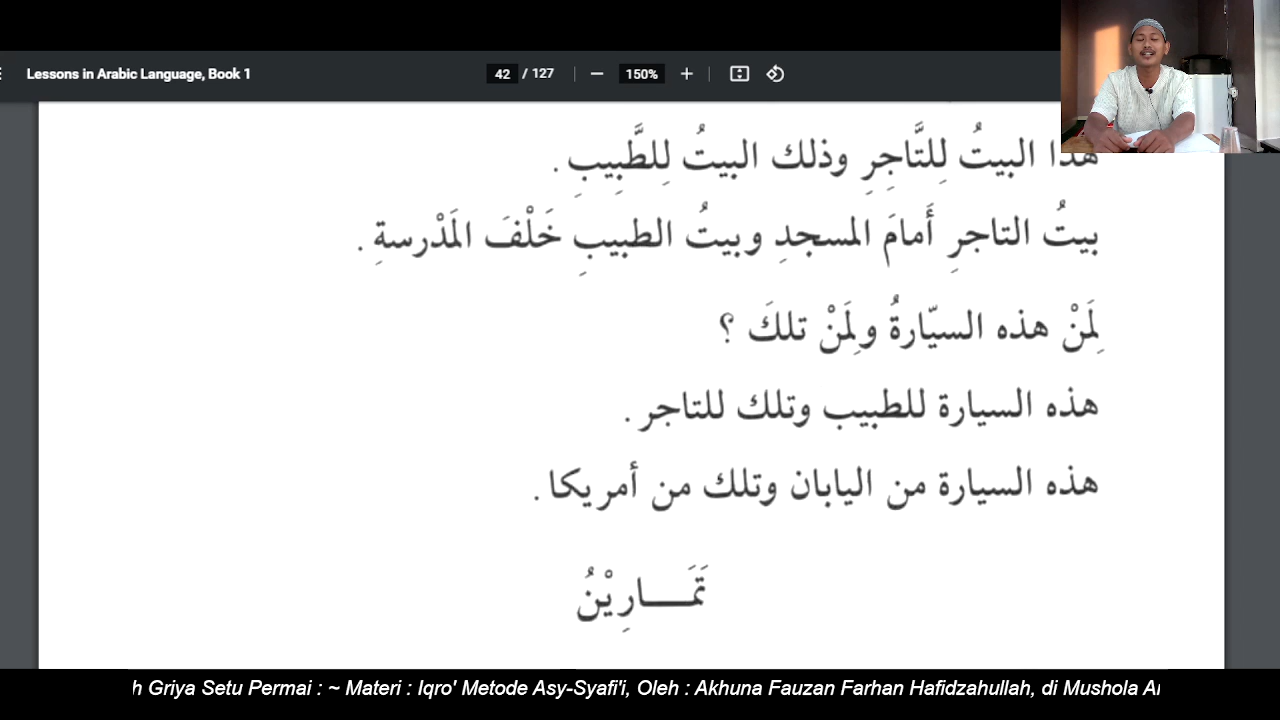 Lessons in Arabic Language, Book 1
42 / 127
150%
هذا البيتُ لِلتَّاجِرِ وذلك البيتُ لِلطَّبِيبِ .
بيتُ التاجرِ أَمامَ المسجدِ وبيتُ الطبيبِ خَلْفَ المَدْرسةِ .
لِمَنْ هذه السيّارةُ ولِمَنْ تلكَ ؟
هذه السيارة للطبيب وتلك للتاجر .
هذه السيارة من اليابان وتلك من أمريكا .
تَمَـــارِيْنُ
Griya Setu Permai : ~ Materi : Iqro' Metode Asy-Syafi'i, Oleh : Akhuna Fauzan Farhan Hafidzahullah, di Mushola